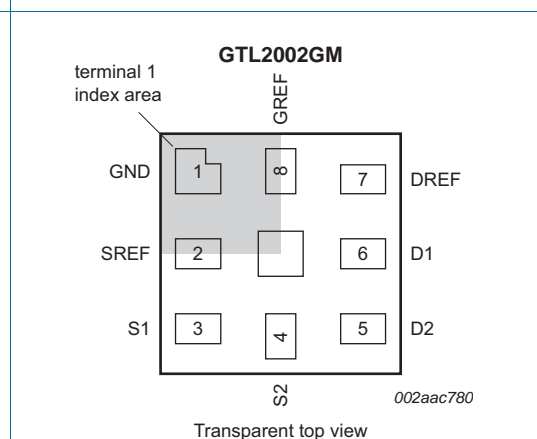 GTL2002GM
terminal 1
index area
GREF
GND 1 8 7 DREF
SREF 2 6 D1
S1 3 4 5 D2
S2
002aac780
Transparent top view